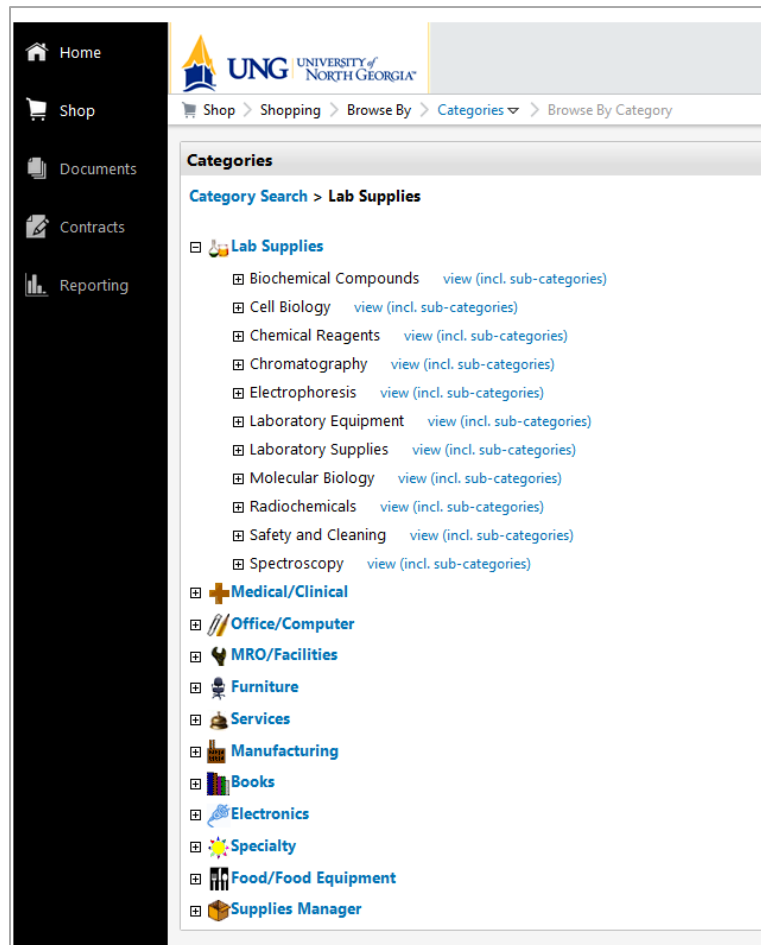 Home
UNG UNIVERSITY of
NORTH GEORGIA™
Shop
Shop Shopping Browse By Categories Browse By Category
Documents
Contracts
Reporting
Categories
Category Search > Lab Supplies
Lab Supplies
Biochemical Compounds view (incl. sub-categories)
Cell Biology view (incl. sub-categories)
Chemical Reagents view (incl. sub-categories)
Chromatography view (incl. sub-categories)
Electrophoresis view (incl. sub-categories)
Laboratory Equipment view (incl. sub-categories)
Laboratory Supplies view (incl. sub-categories)
Molecular Biology view (incl. sub-categories)
Radiochemicals view (incl. sub-categories)
Safety and Cleaning view (incl. sub-categories)
Spectroscopy view (incl. sub-categories)
Medical/Clinical
Office/Computer
MRO/Facilities
Furniture
Services
Manufacturing
Books
Electronics
Specialty
Food/Food Equipment
Supplies Manager